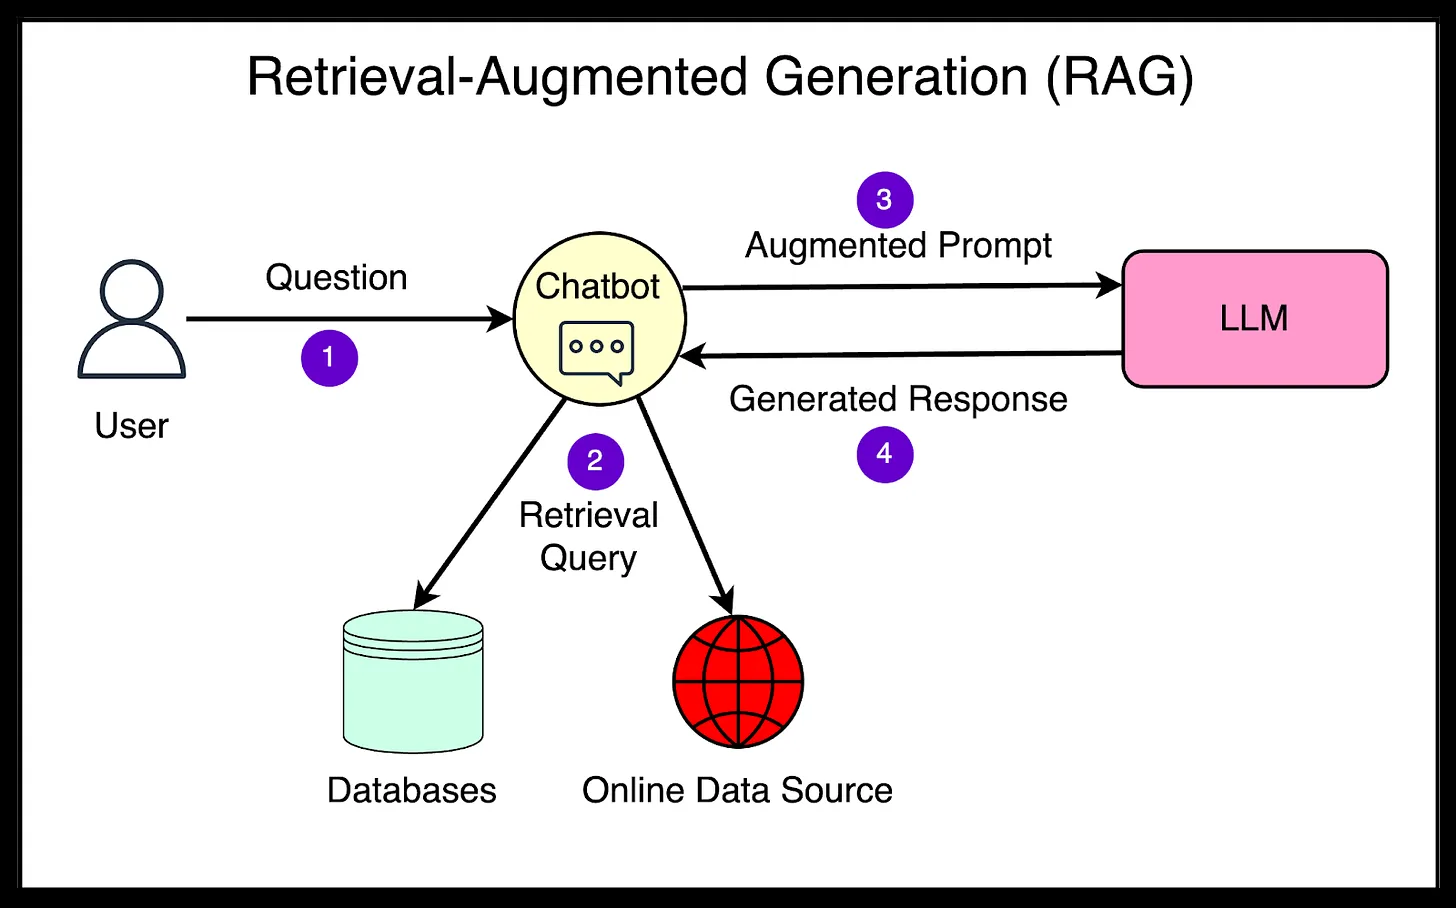 Retrieval-Augmented Generation (RAG)
3
Augmented Prompt
Question
Chatbot
LLM
1
User
Generated Response
4
2
Retrieval
Query
Databases
Online Data Source